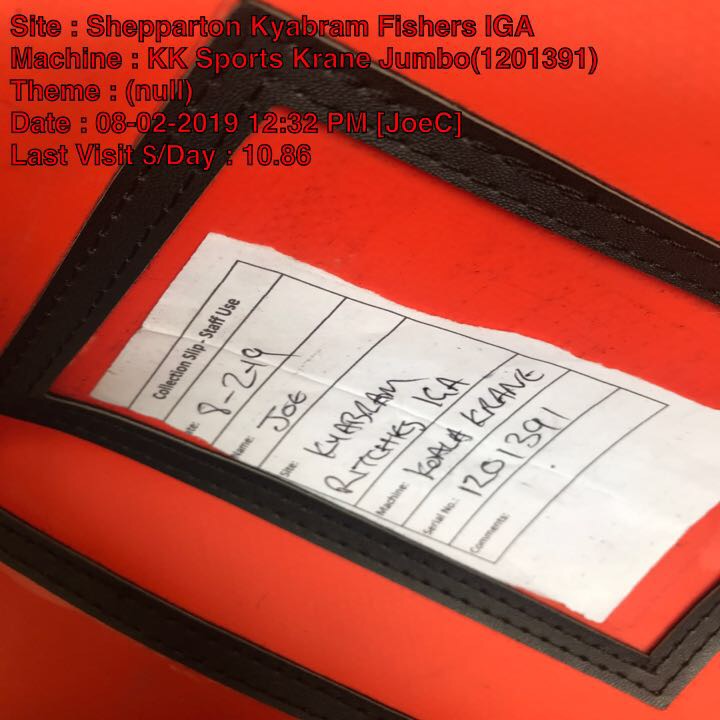 Site : Shepparton Kyabram Fishers IGA
Machine : KK Sports Krane Jumbo(1201391)
Theme : (null)
Date : 08-02-2019 12:32 PM [JoeC]
Last Visit $/Day : 10.86
Collection Slip - Staff Use
ate: 8-2-19
Name: JOE
Site: KYABRAM
RITCHIES IGA
Machine: KOALA KRANE
Serial No.: 1201391
Comments: